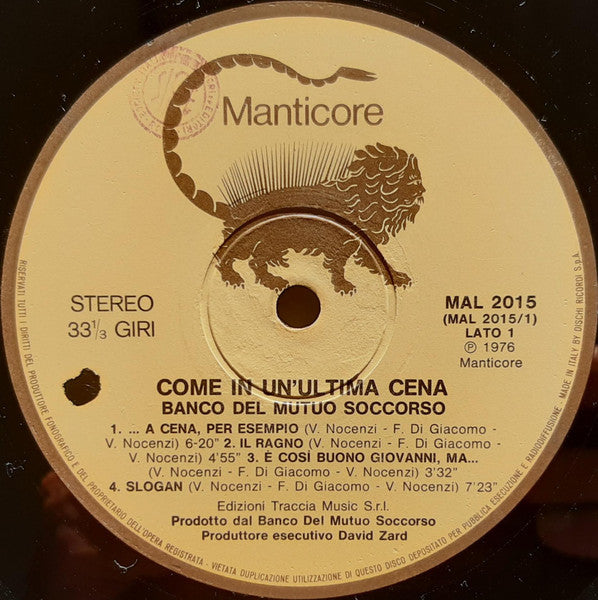 Manticore
STEREO
33 1/3 GIRI
MAL 2015
(MAL 2015/1)
LATO 1
℗ 1976
Manticore
COME IN UN'ULTIMA CENA
BANCO DEL MUTUO SOCCORSO
1. ... A CENA, PER ESEMPIO (V. Nocenzi - F. Di Giacomo -
V. Nocenzi) 6-20" 2. IL RAGNO (V. Nocenzi - F. Di Giacomo -
V. Nocenzi) 4'55" 3. È COSÌ BUONO GIOVANNI, MA...
(V. Nocenzi - F. Di Giacomo - V. Nocenzi) 3'32"
4. SLOGAN (V. Nocenzi - F. Di Giacomo - V. Nocenzi) 7'23"
Edizioni Traccia Music S.r.l.
Prodotto dal Banco Del Mutuo Soccorso
Produttore esecutivo David Zard
RISERVATI TUTTI I DIRITTI DEL PRODUTTORE FONOGRAFICO E DEL PROPRIETARIO DELL'OPERA REGISTRATA - VIETATA DUPLICAZIONE UTILIZZAZIONE DI QUESTO DISCO DEPOSITATO PER PUBBLICA ESECUZIONE E RADIODIFFUSIONE. MADE IN ITALY BY DISCHI RICORDI S.p.A.